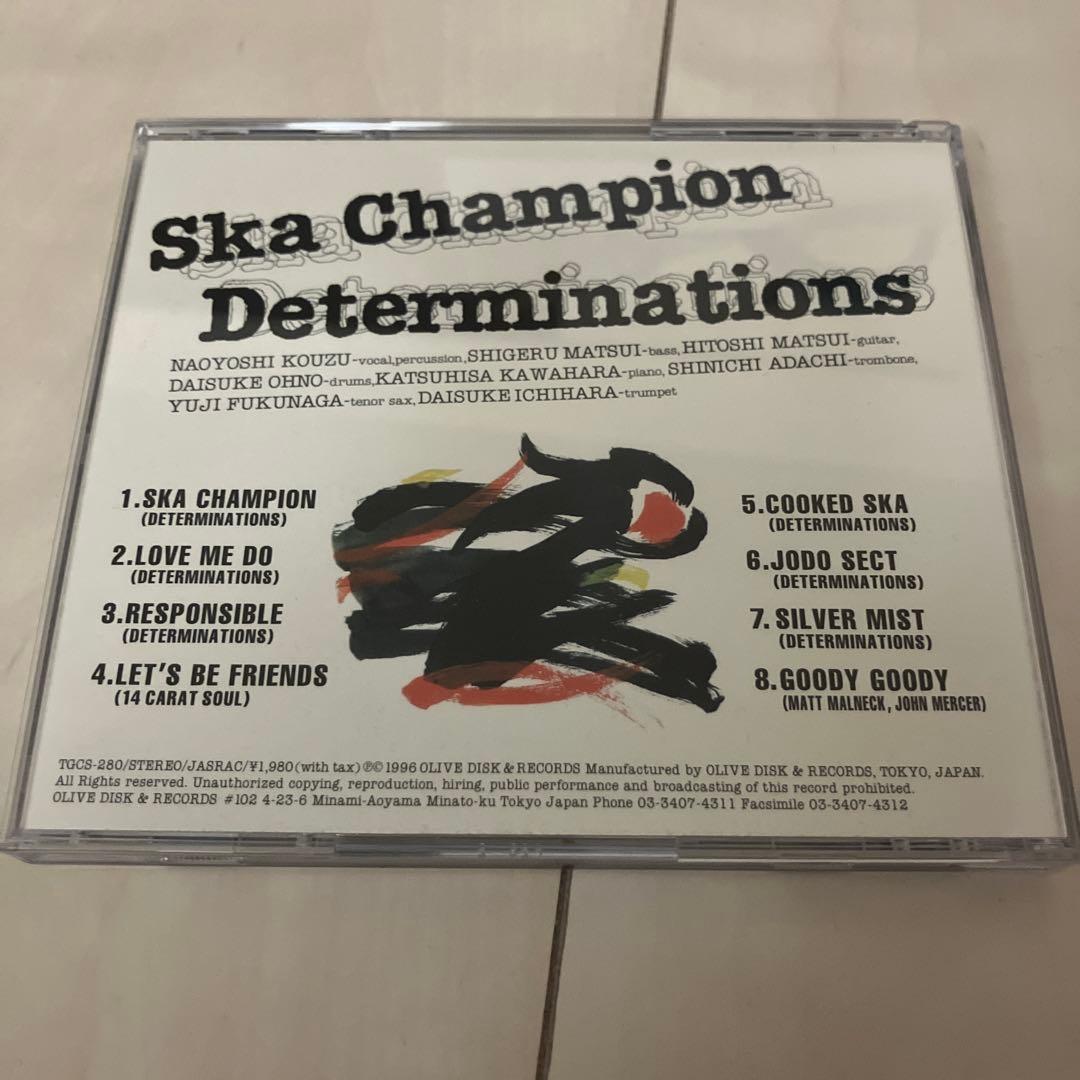 Ska Champion
Determinations
NAOYOSHI KOUZU-vocal,percussion,SHIGERU MATSUI-bass,HITOSHI MATSUI-guitar,
DAISUKE OHNO-drums,KATSUHISA KAWAHARA-piano,SHINICHI ADACHI-trombone,
YUJI FUKUNAGA-tenor sax,DAISUKE ICHIHARA-trumpet
1.SKA CHAMPION
(DETERMINATIONS)
2.LOVE ME DO
(DETERMINATIONS)
3.RESPONSIBLE
(DETERMINATIONS)
4.LET'S BE FRIENDS
(14 CARAT SOUL)
5.COOKED SKA
(DETERMINATIONS)
6.JODO SECT
(DETERMINATIONS)
7. SILVER MIST
(DETERMINATIONS)
8.GOODY GOODY
(MATT MALNECK, JOHN MERCER)
TGCS-280/STEREO/JASRAC/¥1,980(with tax)℗© 1996 OLIVE DISK & RECORDS Manufactured by OLIVE DISK & RECORDS, TOKYO, JAPAN.
All Rights reserved. Unauthorized copying, reproduction, hiring, public performance and broadcasting of this record prohibited.
OLIVE DISK & RECORDS #102 4-23-6 Minami-Aoyama Minato-ku Tokyo Japan Phone 03-3407-4311 Facsimile 03-3407-4312